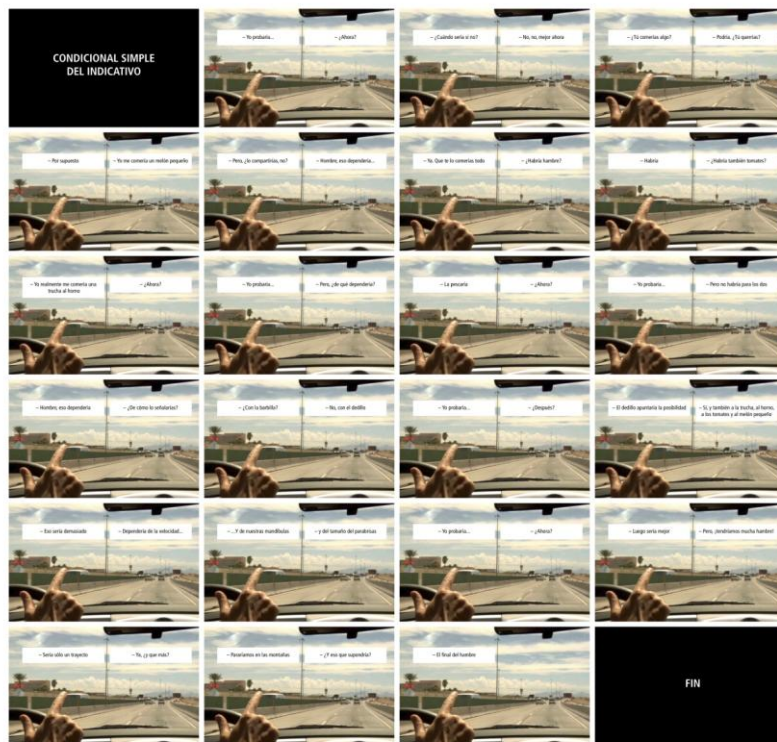 CONDICIONAL SIMPLE
DEL INDICATIVO
– Yo probaría...
– ¿Ahora?
– ¿Cuándo sería si no?
– No, no, mejor ahora
– ¿Tú comerías algo?
– Podría. ¿Tú querrías?
– Por supuesto
– Yo me comería un melón pequeño
– Pero, ¿lo compartirías, no?
– Hombre, eso dependería...
– Ya. Que te lo comerías todo
– ¿Habría hambre?
– Habría
– ¿Habría también tomates?
– Yo realmente me comería una
trucha al horno
– ¿Ahora?
– Yo probaría...
– Pero, ¿de qué dependería?
– La pescaría
– ¿Ahora?
– Yo probaría...
– Pero no habría para los dos
– Hombre, eso dependería
– ¿De cómo lo señalarías?
– ¿Con la barbilla?
– No, con el dedillo
– Yo probaría...
– ¿Después?
– El dedillo apuntaría la posibilidad
– Sí, y también a la trucha, al horno,
a los tomates y al melón pequeño
– Eso sería demasiado
– Dependería de la velocidad...
– ...Y de nuestras mandíbulas
– y del tamaño del parabrisas
– Yo probaría...
– ¿Ahora?
– Luego sería mejor
– Pero, ¡tendríamos mucha hambre!
– Sería sólo un trayecto
– Ya, ¿y que más?
– Pararíamos en las montañas
– ¿Y eso que supondría?
– El final del hambre
FIN